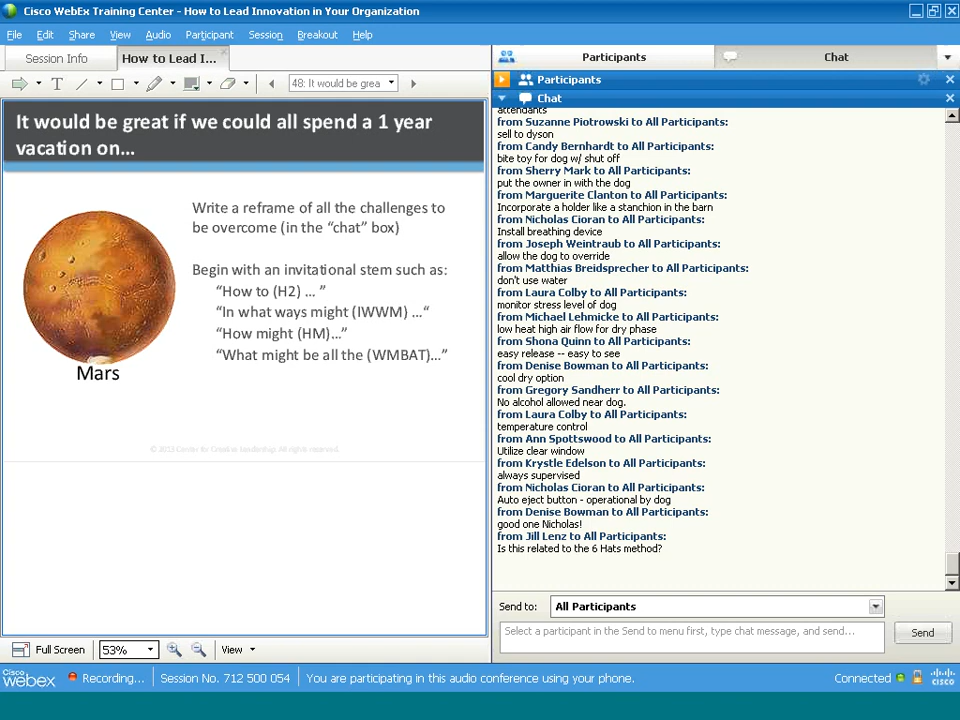 Cisco WebEx Training Center - How to Lead Innovation in Your Organization
File Edit Share View Audio Participant Session Breakout Help
Session Info
How to Lead I...
Participants
Chat
48: It would be grea
Participants
Chat
It would be great if we could all spend a 1 year
vacation on...
Write a reframe of all the challenges to
be overcome (in the “chat” box)
Begin with an invitational stem such as:
“How to (H2) ... ”
“In what ways might (IWWM) ...“
“How might (HM)...”
“What might be all the (WMBAT)...”
Mars
© 2013 Center for Creative Leadership. All rights reserved.
attendants
from Suzanne Piotrowski to All Participants:
sell to dyson
from Candy Bernhardt to All Participants:
bite toy for dog w/ shut off
from Sherry Mark to All Participants:
put the owner in with the dog
from Marguerite Clanton to All Participants:
Incorporate a holder like a stanchion in the barn
from Nicholas Cioran to All Participants:
Install breathing device
from Joseph Weintraub to All Participants:
allow the dog to override
from Matthias Breidsprecher to All Participants:
don't use water
from Laura Colby to All Participants:
monitor stress level of dog
from Michael Lehmicke to All Participants:
low heat high air flow for dry phase
from Shona Quinn to All Participants:
easy release -- easy to see
from Denise Bowman to All Participants:
cool dry option
from Gregory Sandherr to All Participants:
No alcohol allowed near dog.
from Laura Colby to All Participants:
temperature control
from Ann Spottswood to All Participants:
Utilize clear window
from Krystle Edelson to All Participants:
always supervised
from Nicholas Cioran to All Participants:
Auto eject button - operational by dog
from Denise Bowman to All Participants:
good one Nicholas!
from Jill Lenz to All Participants:
Is this related to the 6 Hats method?
Send to: All Participants
Select a participant in the Send to menu first, type chat message, and send...
Send
Full Screen 53% View
Cisco webex Recording... Session No. 712 500 054 You are participating in this audio conference using your phone. Connected cisco